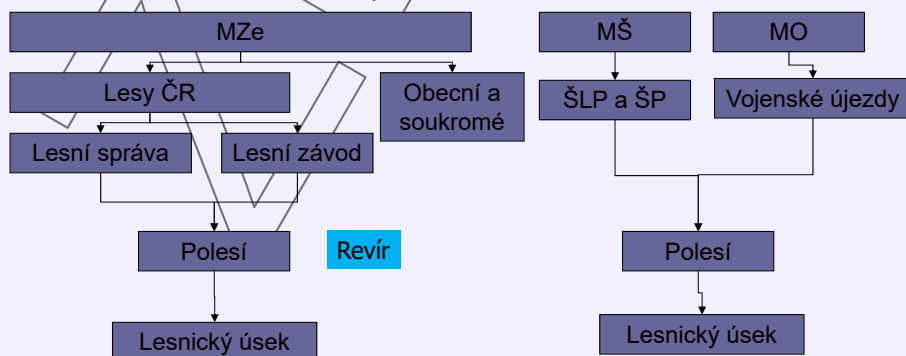 MZe
MŠ
MO
Lesy ČR
Obecní a
soukromé
ŠLP a ŠP
Vojenské újezdy
Lesní správa
Lesní závod
Polesí
Revír
Polesí
Lesnický úsek
Lesnický úsek